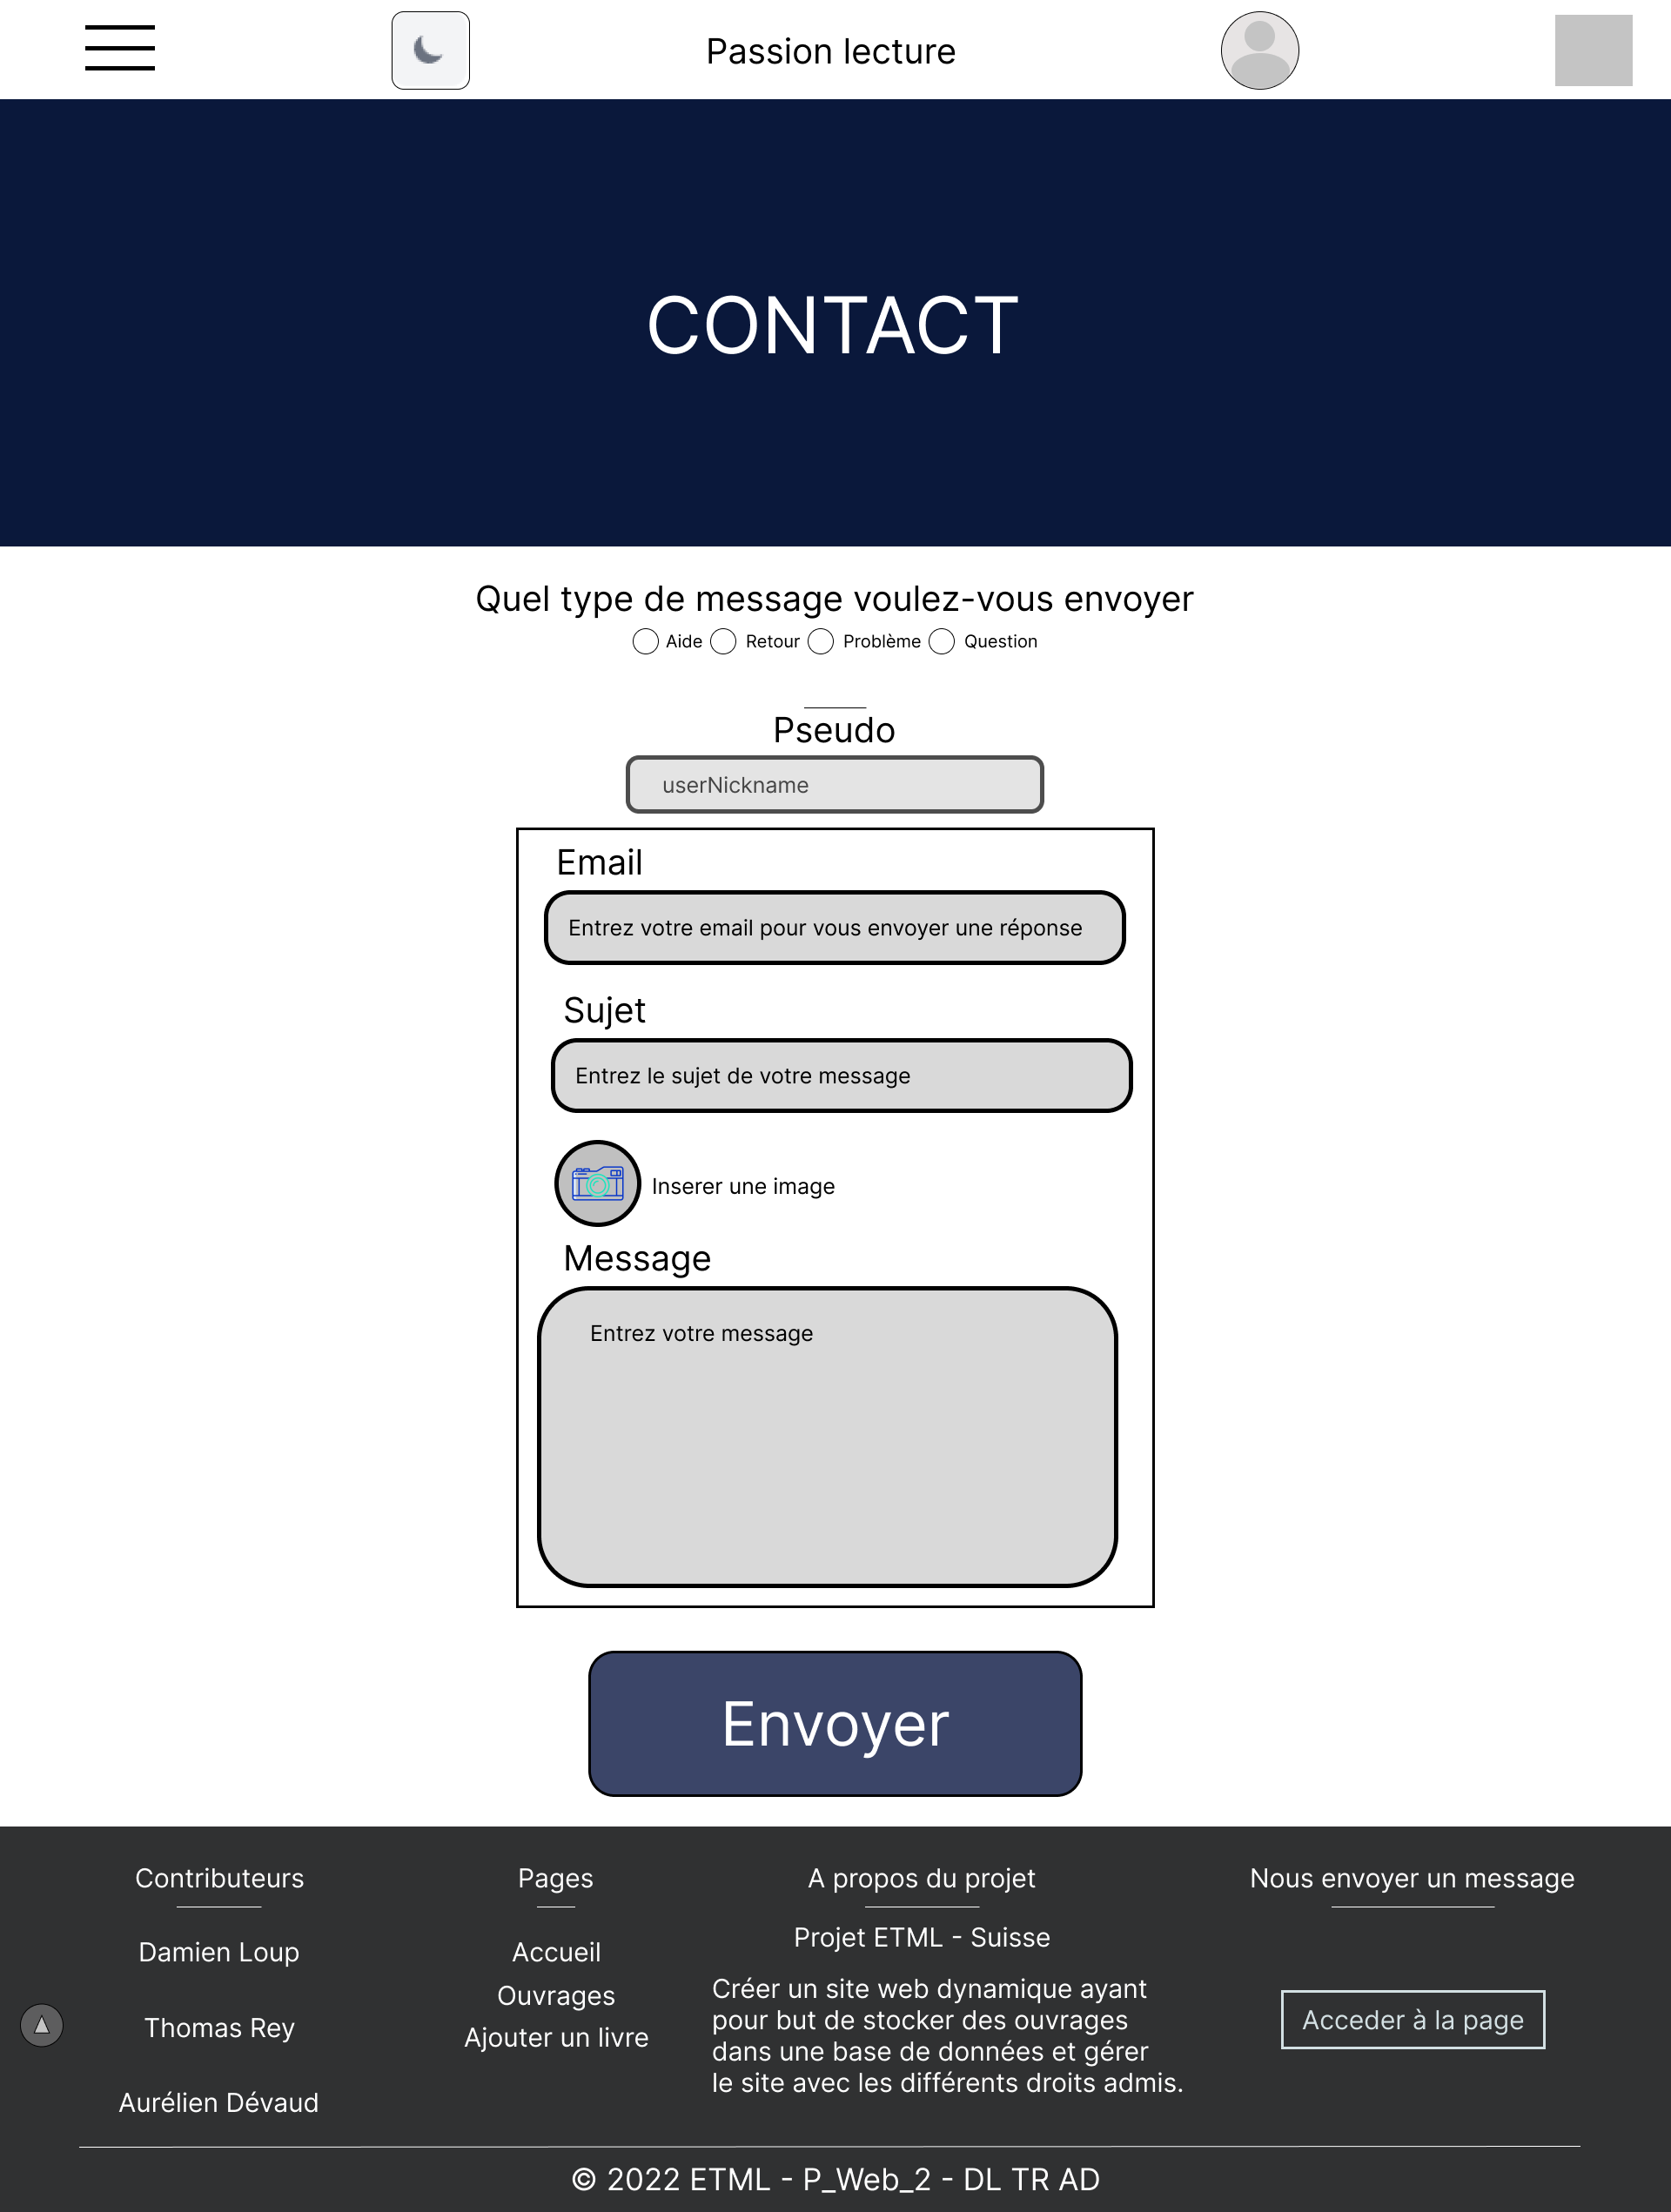 Passion lecture
CONTACT
Quel type de message voulez-vous envoyer
Aide Retour Problème Question
Pseudo
userNickname
Email
Entrez votre email pour vous envoyer une réponse
Sujet
Entrez le sujet de votre message
Inserer une image
Message
Entrez votre message
Envoyer
Contributeurs
Damien Loup
Thomas Rey
Aurélien Dévaud
Pages
Accueil
Ouvrages
Ajouter un livre
A propos du projet
Projet ETML - Suisse
Créer un site web dynamique ayant
pour but de stocker des ouvrages
dans une base de données et gérer
le site avec les différents droits admis.
Nous envoyer un message
Acceder à la page
© 2022 ETML - P_Web_2 - DL TR AD